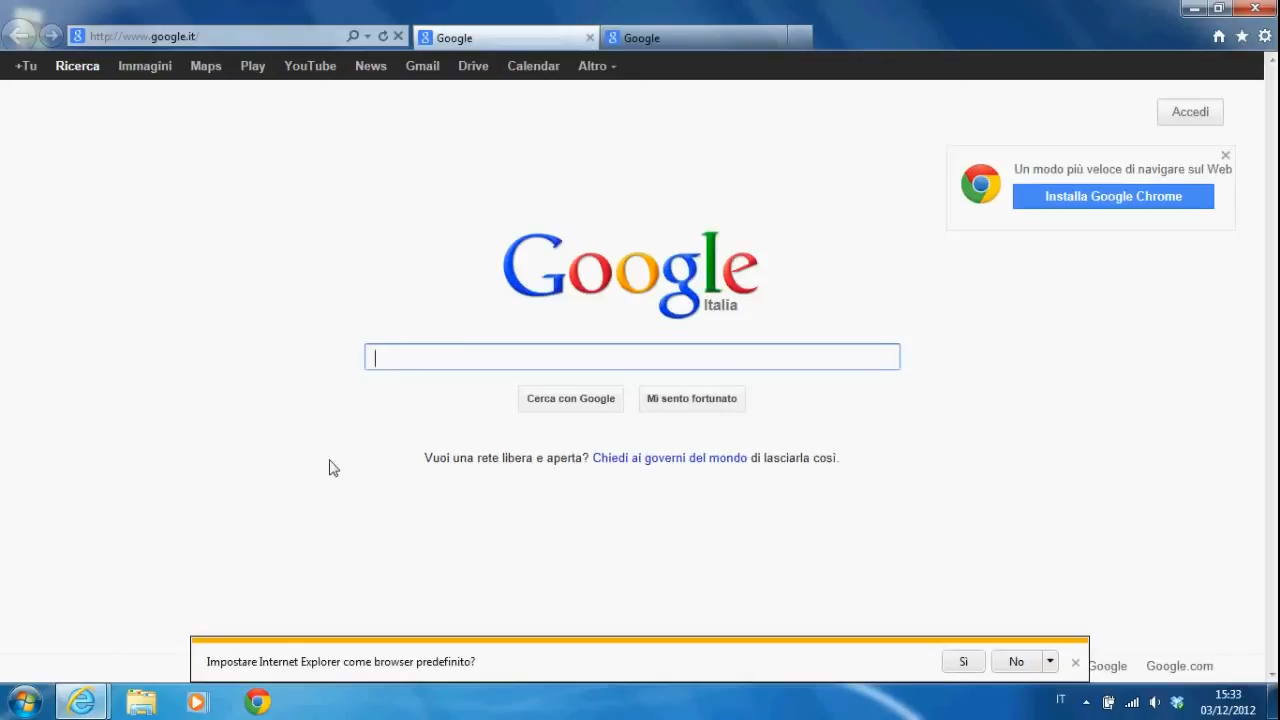 http://www.google.it/
Google
Google
+Tu Ricerca Immagini Maps Play YouTube News Gmail Drive Calendar Altro
Accedi
Un modo più veloce di navigare sul Web
Installa Google Chrome
Google
Italia
Cerca con Google Mi sento fortunato
Vuoi una rete libera e aperta? Chiedi ai governi del mondo di lasciarla così.
Impostare Internet Explorer come browser predefinito? Sì No
Google Google.com
IT
15:33
03/12/2012